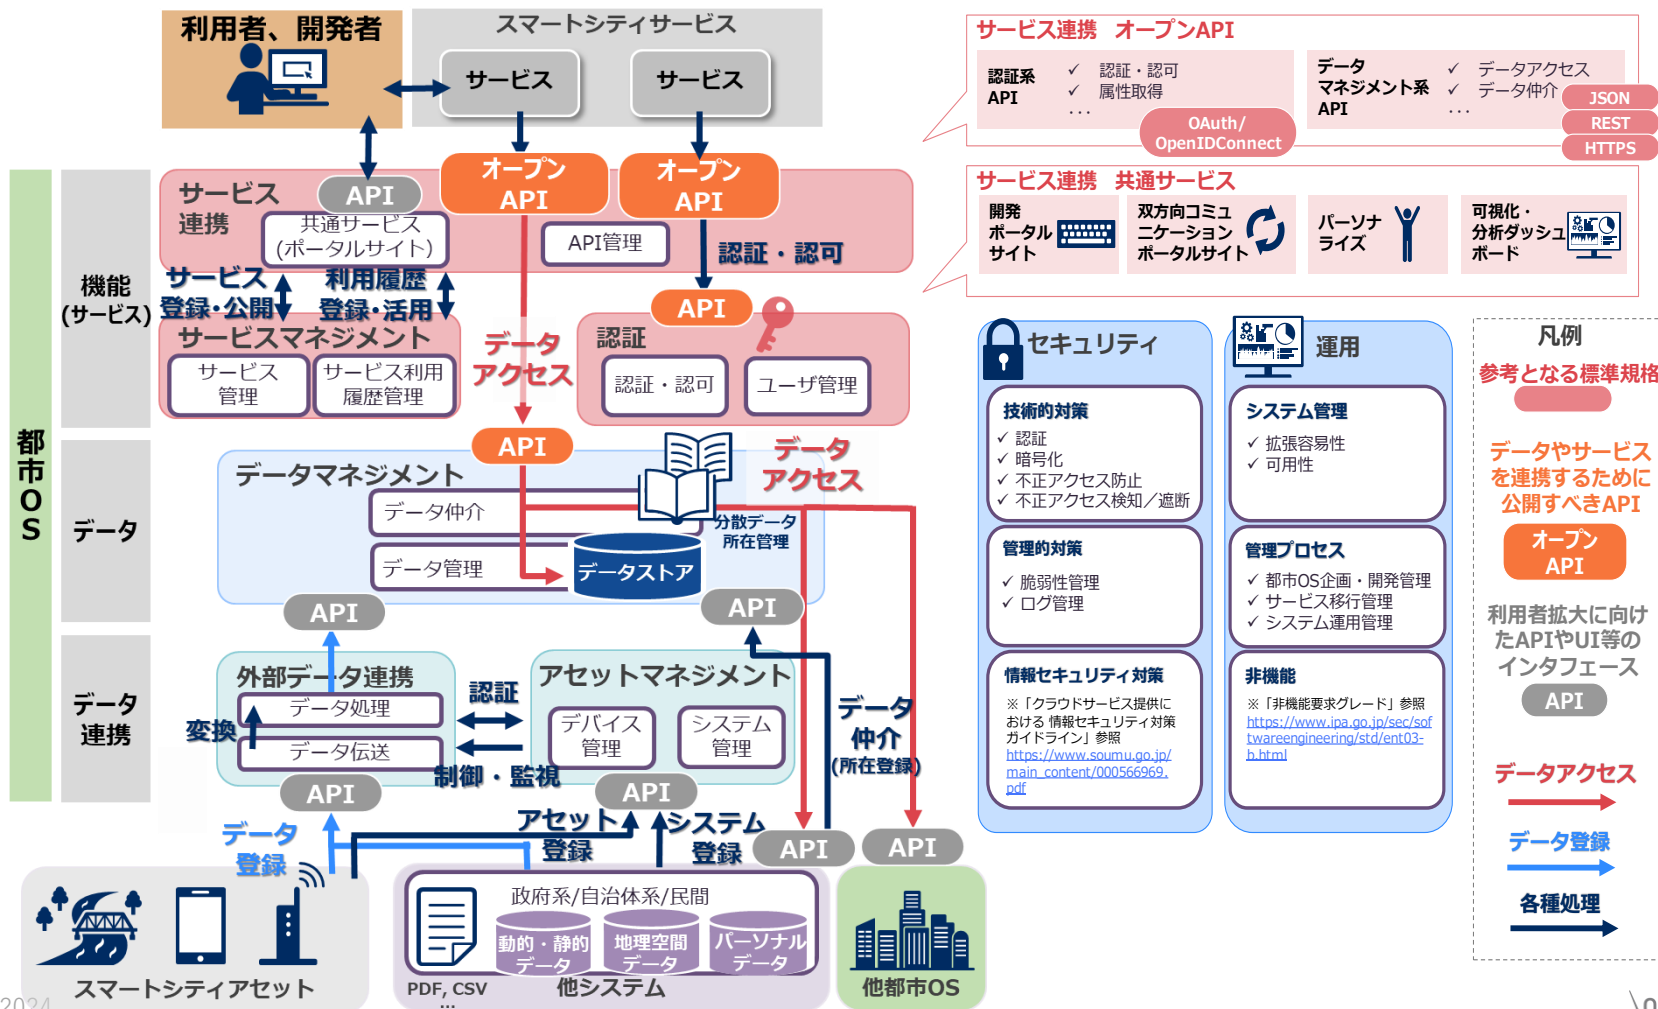 利用者、開発者
スマートシティサービス
サービス
サービス
オープン
API
オープン
API
都市OS
機能
(サービス)
サービス
連携
API
共通サービス
(ポータルサイト)
API管理
認証・認可
サービス
登録・公開
利用履歴
登録・活用
API
サービスマネジメント
サービス
管理
サービス利用
履歴管理
データ
アクセス
認証
認証・認可
ユーザ管理
データ
API
データマネジメント
データ
アクセス
データ仲介
分散データ
所在管理
データ管理
データストア
API
API
データ
連携
外部データ連携
データ処理
変換
データ伝送
認証
制御・監視
アセットマネジメント
デバイス
管理
システム
管理
データ
仲介
(所在登録)
API
API
データ
登録
アセット
登録
システム
登録
API
API
スマートシティアセット
政府系/自治体系/民間
動的・静的
データ
地理空間
データ
パーソナル
データ
PDF, CSV
...
他システム
他都市OS
2024
サービス連携 オープンAPI
認証系
API
✓ 認証・認可
✓ 属性取得
...
OAuth/
OpenIDConnect
データ
マネジメント系
API
✓ データアクセス
✓ データ仲介
...
JSON
REST
HTTPS
サービス連携 共通サービス
開発
ポータル
サイト
双方向コミュ
ニケーション
ポータルサイト
パーソナ
ライズ
可視化・
分析ダッシュ
ボード
セキュリティ
技術的対策
✓ 認証
✓ 暗号化
✓ 不正アクセス防止
✓ 不正アクセス検知／遮断
管理的対策
✓ 脆弱性管理
✓ ログ管理
情報セキュリティ対策
※「クラウドサービス提供に
おける 情報セキュリティ対策
ガイドライン」参照
https://www.soumu.go.jp/
main_content/000566969.
pdf
運用
システム管理
✓ 拡張容易性
✓ 可用性
管理プロセス
✓ 都市OS企画・開発管理
✓ サービス移行管理
✓ システム運用管理
非機能
※「非機能要求グレード」参照
https://www.ipa.go.jp/sec/sof
twareengineering/std/ent03-
b.html
凡例
参考となる標準規格
データやサービス
を連携するために
公開すべきAPI
オープン
API
利用者拡大に向け
たAPIやUI等の
インタフェース
API
データアクセス
データ登録
各種処理